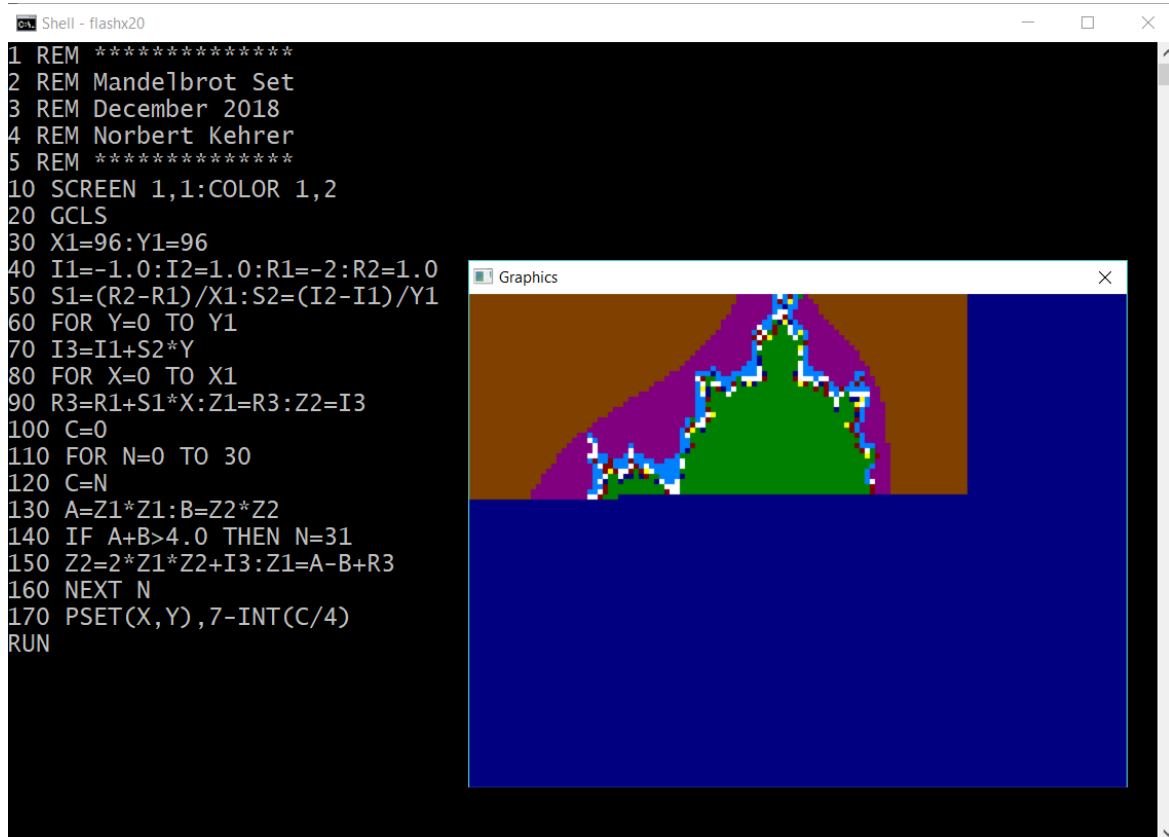 Shell - flashx20
1 REM **************
2 REM Mandelbrot Set
3 REM December 2018
4 REM Norbert Kehrer
5 REM **************
10 SCREEN 1,1:COLOR 1,2
20 GCLS
30 X1=96:Y1=96
40 I1=-1.0:I2=1.0:R1=-2:R2=1.0
50 S1=(R2-R1)/X1:S2=(I2-I1)/Y1
60 FOR Y=0 TO Y1
70 I3=I1+S2*Y
80 FOR X=0 TO X1
90 R3=R1+S1*X:Z1=R3:Z2=I3
100 C=0
110 FOR N=0 TO 30
120 C=N
130 A=Z1*Z1:B=Z2*Z2
140 IF A+B>4.0 THEN N=31
150 Z2=2*Z1*Z2+I3:Z1=A-B+R3
160 NEXT N
170 PSET(X,Y),7-INT(C/4)
RUN
Graphics